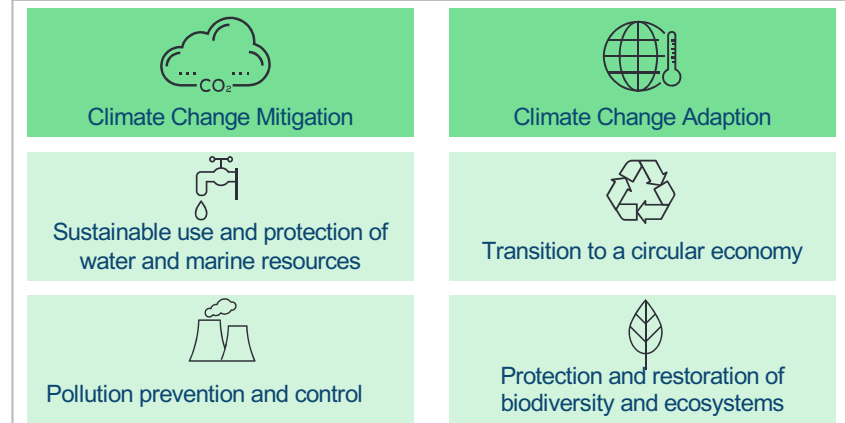 CO₂
Climate Change Mitigation
Climate Change Adaption
Sustainable use and protection of
water and marine resources
Transition to a circular economy
Pollution prevention and control
Protection and restoration of
biodiversity and ecosystems